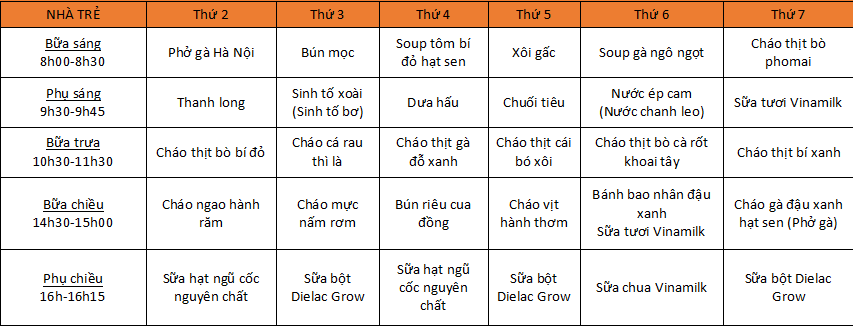 NHÀ TRẺ Thứ 2 Thứ 3 Thứ 4 Thứ 5 Thứ 6 Thứ 7
Bữa sáng
8h00-8h30
Phở gà Hà Nội
Bún mọc
Soup tôm bí
đỏ hạt sen
Xôi gấc
Soup gà ngô ngọt
Cháo thịt bò
phomai
Phụ sáng
9h30-9h45
Thanh long
Sinh tố xoài
(Sinh tố bơ)
Dưa hấu
Chuối tiêu
Nước ép cam
(Nước chanh leo)
Sữa tươi Vinamilk
Bữa trưa
10h30-11h30
Cháo thịt bò bí đỏ
Cháo cá rau
thì là
Cháo thịt gà
đỗ xanh
Cháo thịt cái
bó xôi
Cháo thịt bò cà rốt
khoai tây
Cháo thịt bí xanh
Bữa chiều
14h30-15h00
Cháo ngao hành
răm
Cháo mực
nấm rơm
Bún riêu cua
đồng
Cháo vịt
hành thơm
Bánh bao nhân đậu
xanh
Sữa tươi Vinamilk
Cháo gà đậu xanh
hạt sen (Phở gà)
Phụ chiều
16h-16h15
Sữa hạt ngũ cốc
nguyên chất
Sữa bột
Dielac Grow
Sữa hạt ngũ
cốc nguyên
chất
Sữa bột
Dielac Grow
Sữa chua Vinamilk
Sữa bột Dielac
Grow